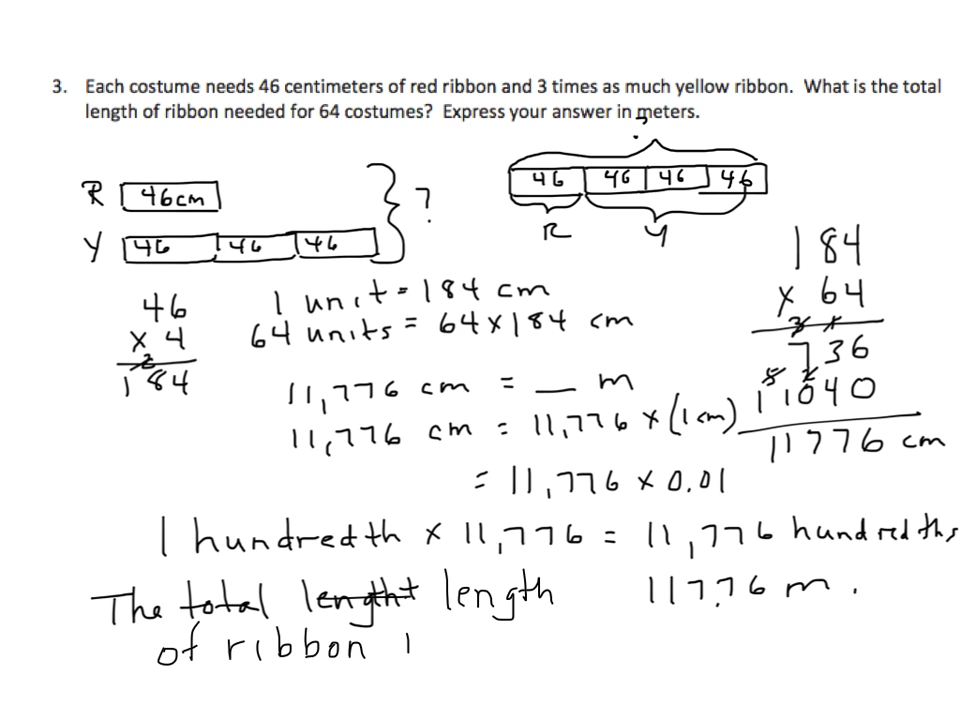 3. Each costume needs 46 centimeters of red ribbon and 3 times as much yellow ribbon. What is the total
length of ribbon needed for 64 costumes? Express your answer in meters.
?
R 46cm
Y 46 46 46
?
46 46 46 46
R Y
46
x 4
2
184
1 unit = 184 cm
64 units = 64 x 184 cm
11,776 cm = __ m
11,776 cm = 11,776 x (1 cm)
= 11,776 x 0.01
184
x 64
736
11040
11776 cm
1 hundredth x 11,776 = 11,776 hundredths
117.76 m.
The total lenght length
of ribbon i